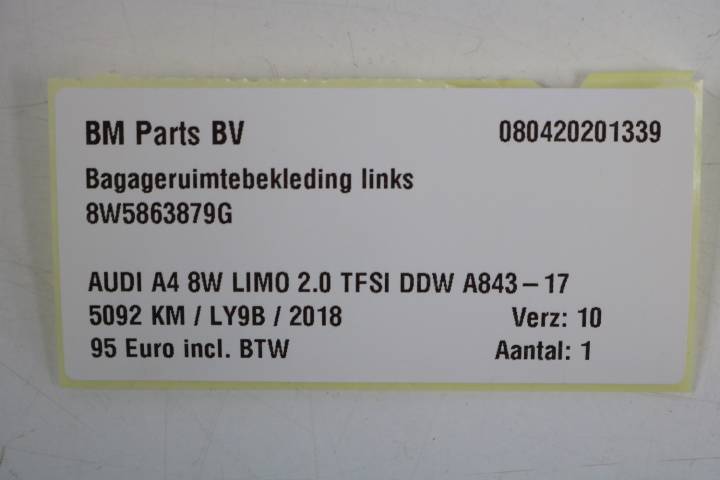 BM Parts BV 080420201339
Bagageruimtebekleding links
8W5863879G
AUDI A4 8W LIMO 2.0 TFSI DDW A843-17
5092 KM / LY9B / 2018 Verz: 10
95 Euro incl. BTW Aantal: 1